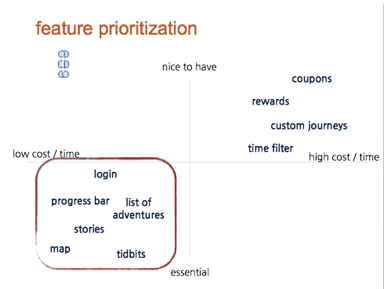 feature prioritization
nice to have
coupons
rewards
custom journeys
time filter
low cost / time
high cost / time
login
progress bar
list of
adventures
stories
map
tidbits
essential